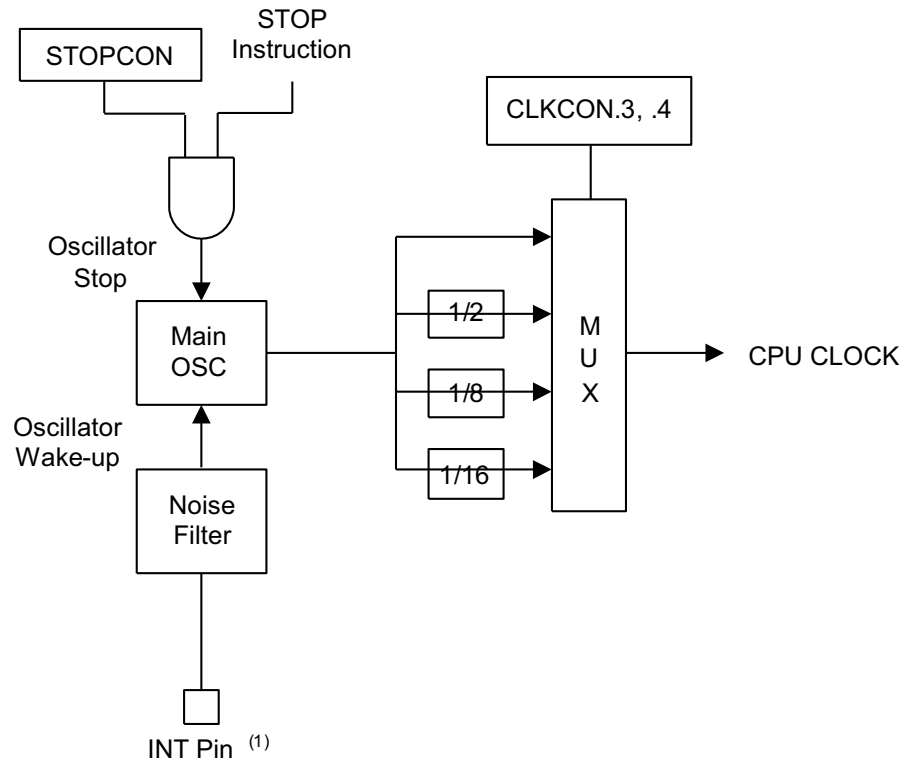 STOPCON
STOP
Instruction
CLKCON.3, .4
Oscillator
Stop
Main
OSC
1/2
1/8
1/16
M
U
X
CPU CLOCK
Oscillator
Wake-up
Noise
Filter
INT Pin (1)